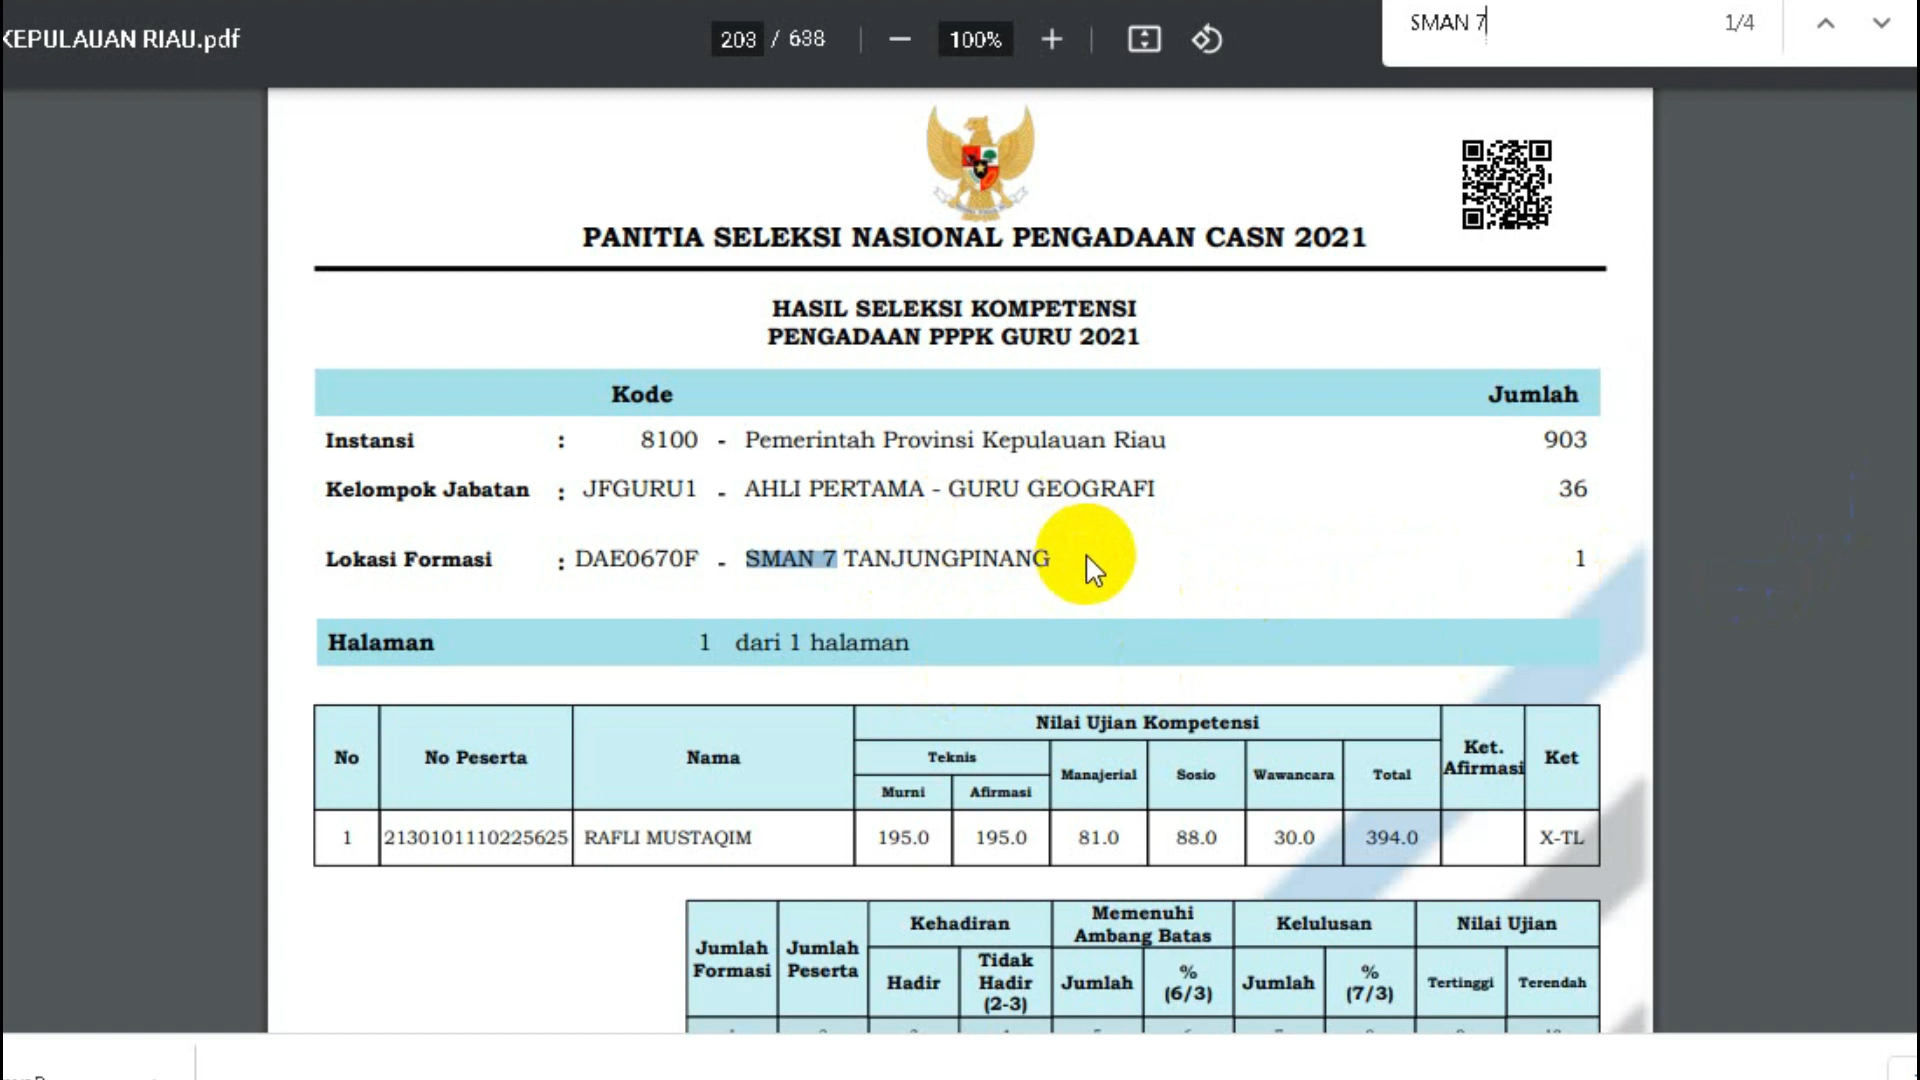 KEPULAUAN RIAU.pdf
203 / 638
100%
SMAN 7
1/4
PANITIA SELEKSI NASIONAL PENGADAAN CASN 2021
HASIL SELEKSI KOMPETENSI
PENGADAAN PPPK GURU 2021
Kode Jumlah
Instansi : 8100 - Pemerintah Provinsi Kepulauan Riau 903
Kelompok Jabatan : JFGURU1 - AHLI PERTAMA - GURU GEOGRAFI 36
Lokasi Formasi : DAE0670F - SMAN 7 TANJUNGPINANG 1
Halaman 1 dari 1 halaman
No No Peserta Nama Nilai Ujian Kompetensi Ket. Afirmasi Ket
Teknis Manajerial Sosio Wawancara Total
Murni Afirmasi
1 2130101110225625 RAFLI MUSTAQIM 195.0 195.0 81.0 88.0 30.0 394.0 X-TL
Jumlah Formasi Jumlah Peserta Kehadiran Memenuhi Ambang Batas Kelulusan Nilai Ujian
Hadir Tidak Hadir (2-3) Jumlah % (6/3) Jumlah % (7/3) Tertinggi Terendah